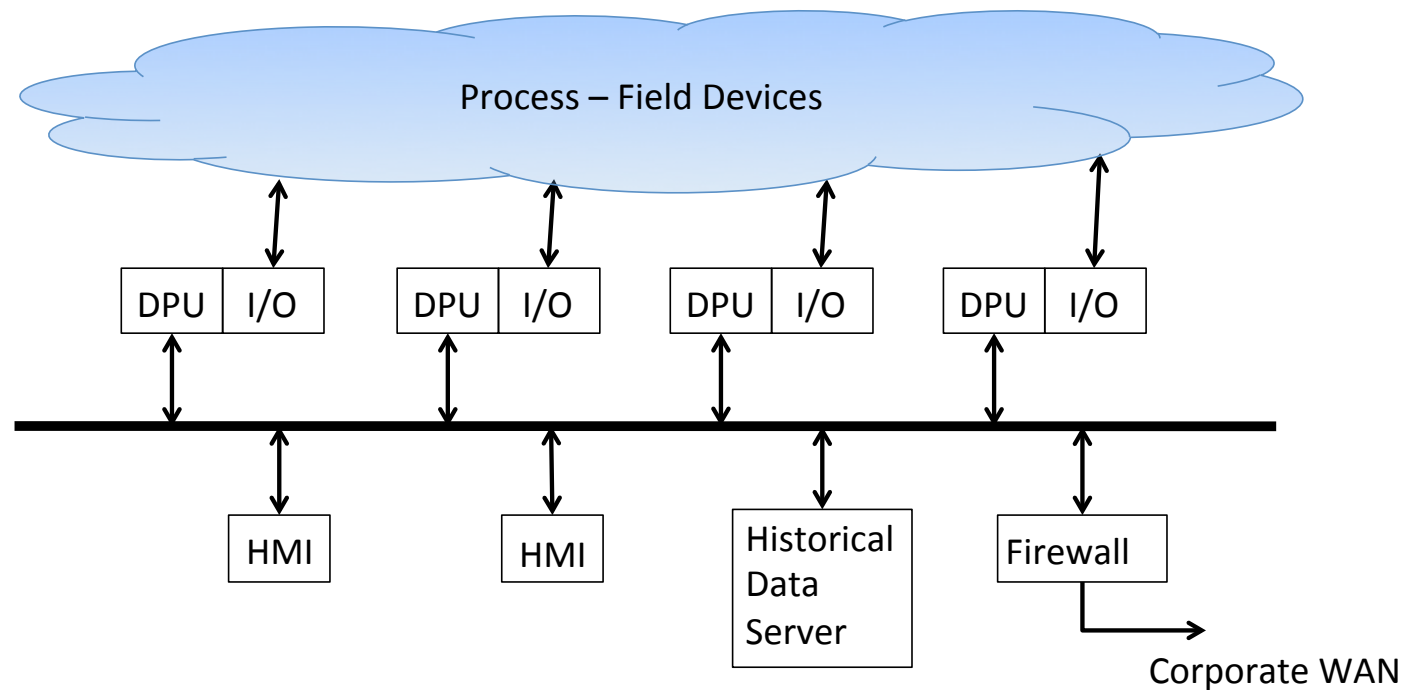 Process – Field Devices
DPU I/O
DPU I/O
DPU I/O
DPU I/O
HMI
HMI
Historical
Data
Server
Firewall
Corporate WAN